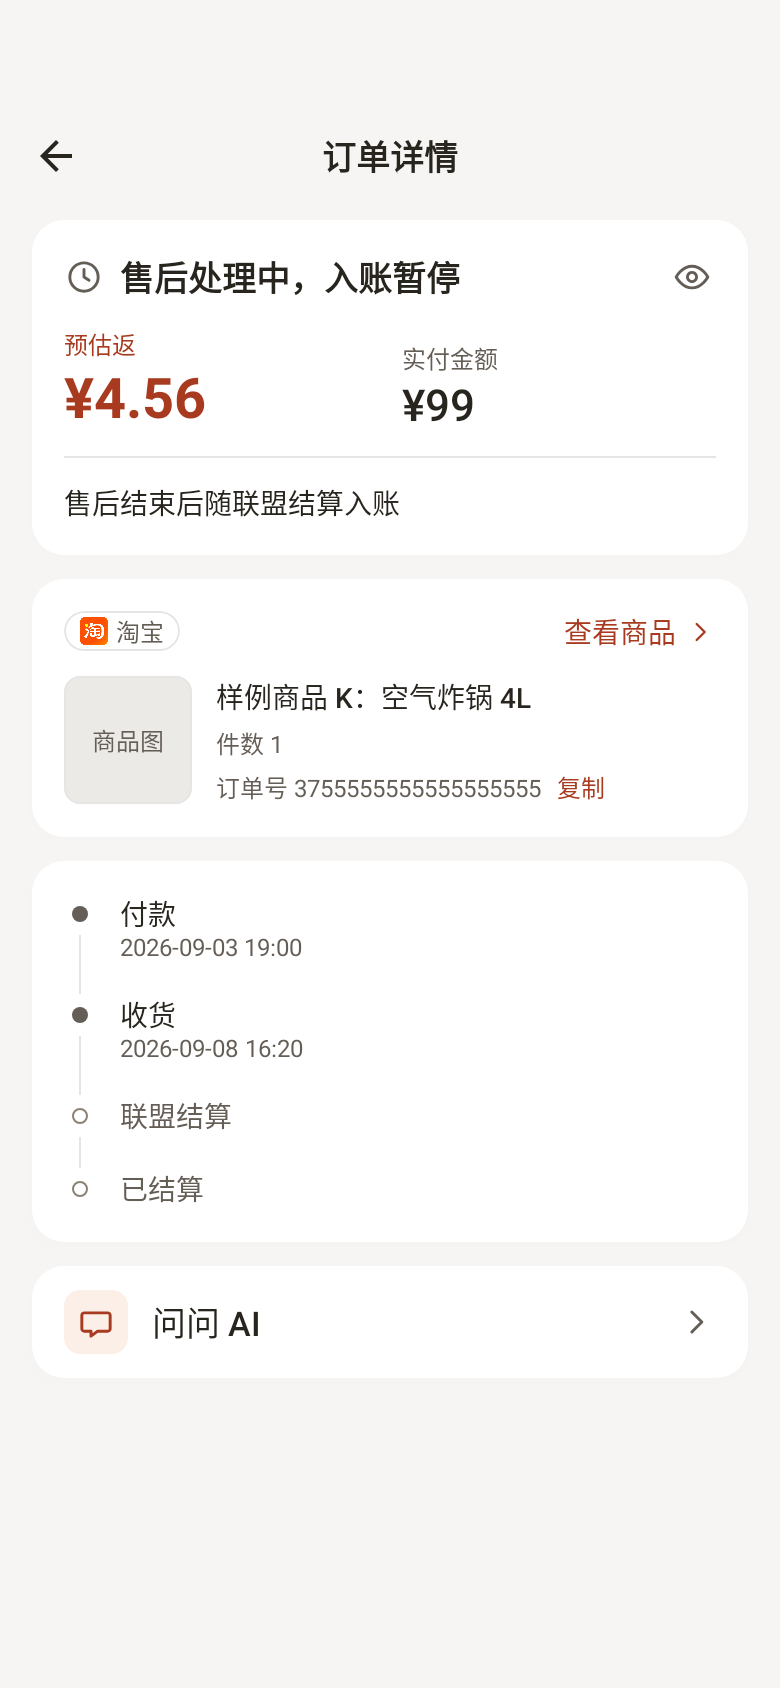 订单详情
售后处理中，入账暂停
预估返
¥4.56
实付金额
¥99
售后结束后随联盟结算入账
淘 淘宝
查看商品
商品图
样例商品 K：空气炸锅 4L
件数 1
订单号 3755555555555555555 复制
付款
2026-09-03 19:00
收货
2026-09-08 16:20
联盟结算
已结算
问问 AI